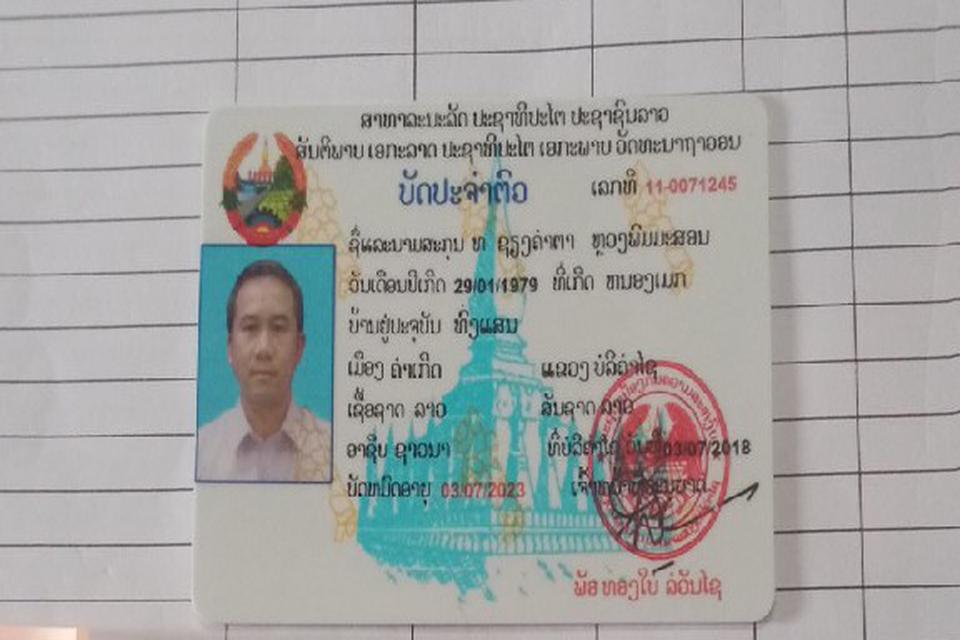 ສາທາລະນະລັດ ປະຊາທິປະໄຕ ປະຊາຊົນລາວ
ສັນຕິພາບ ເອກະລາດ ປະຊາທິປະໄຕ ເອກະພາບ ວັດທະນາຖາວອນ
ບັດປະຈຳຕົວ ເລກທີ 11-0071245
ຊື່ແລະນາມສະກຸນ ທ ຊຽງຄຳຕາ ຫຼວງພິມມະສອນ
ວັນເດືອນປີເກີດ 29/01/1979 ທີ່ເກີດ ຫນອງເມກ
ບ້ານຢູ່ປະຈຸບັນ ທົ່ງແສນ
ເມືອງ ຄຳເກີດ ແຂວງ ບໍລິຄຳໄຊ
ເຊື້ອຊາດ ລາວ ສັນຊາດ ລາວ
ອາຊີບ ຊາວນາ ທີ່ບໍລິຄຳໄຊ ວັນທີ 03/07/2018
ບັດຫມົດອາຍຸ 03/07/2023
ພັອ ທອງໃບ ລໍວັນໄຊ